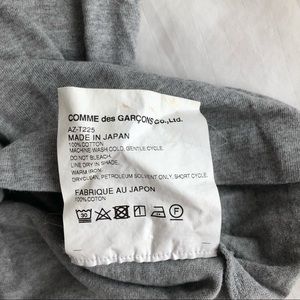 COMME des GARÇONS Co., Ltd.
AZ-T225
MADE IN JAPAN
100%COTTON
MACHINE WASH COLD, GENTLE CYCLE.
DO NOT BLEACH.
LINE DRY IN SHADE.
WARM IRON.
DRYCLEAN, PETROLEUM SOLVENT ONLY, SHORT CYCLE.
FABRIQUE AU JAPON
100%COTON
30
F